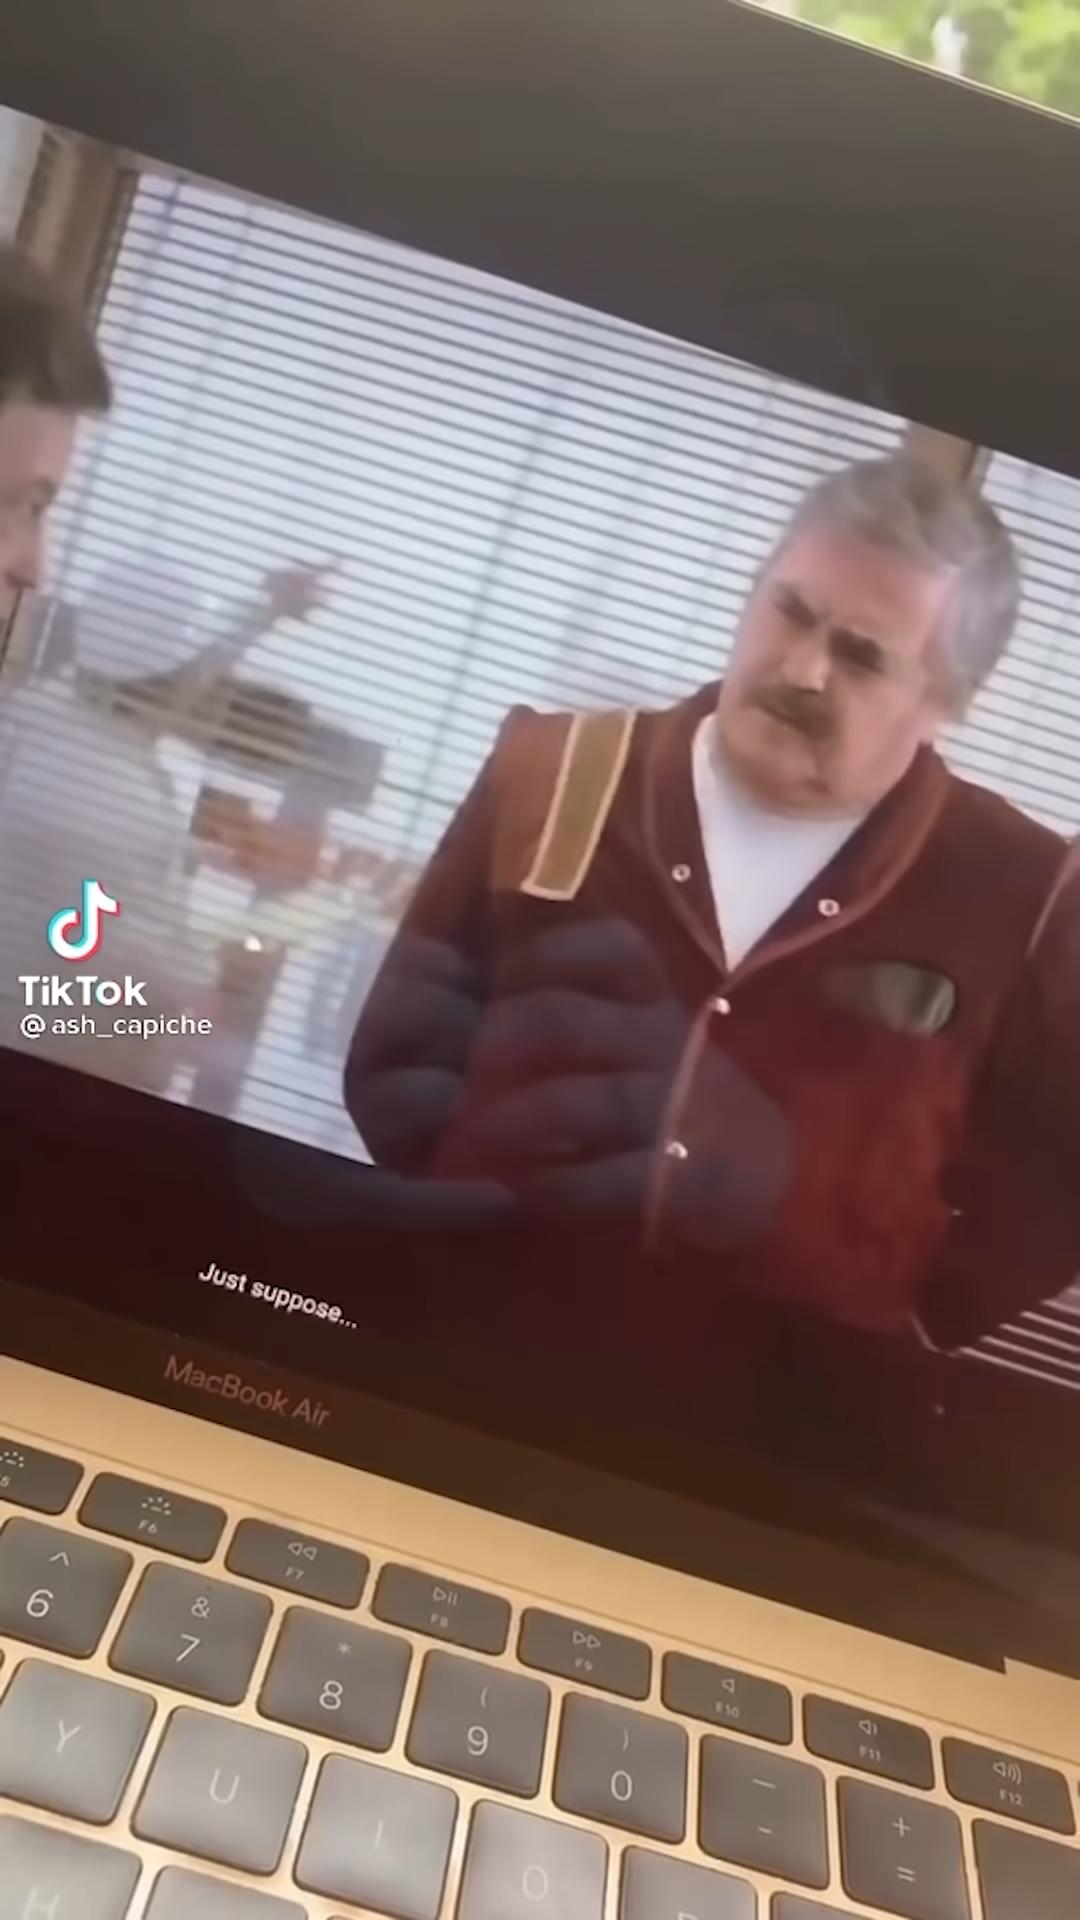 TikTok
@ash_capiche
Just suppose...
MacBook Air
F6
F7
F8
F9
F10
F11
F12
^
6
&
7
*
8
(
9
)
0
_
-
+
=
Y
U
I
O
H